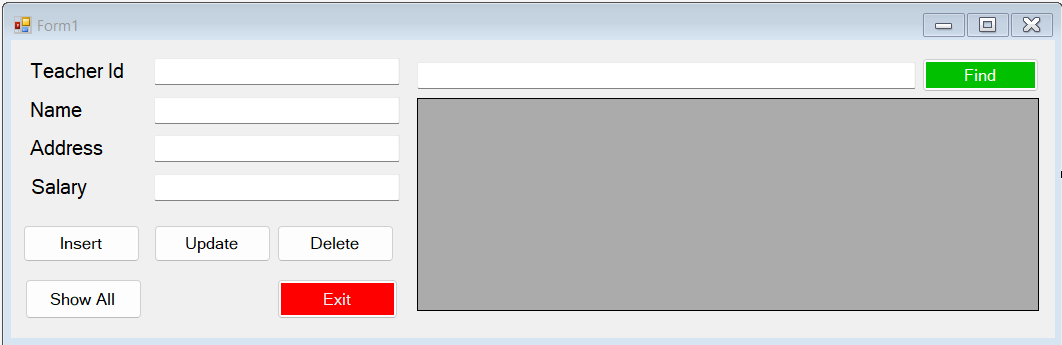 Form1
Teacher Id
Find
Name
Address
Salary
Insert Update Delete
Show All Exit